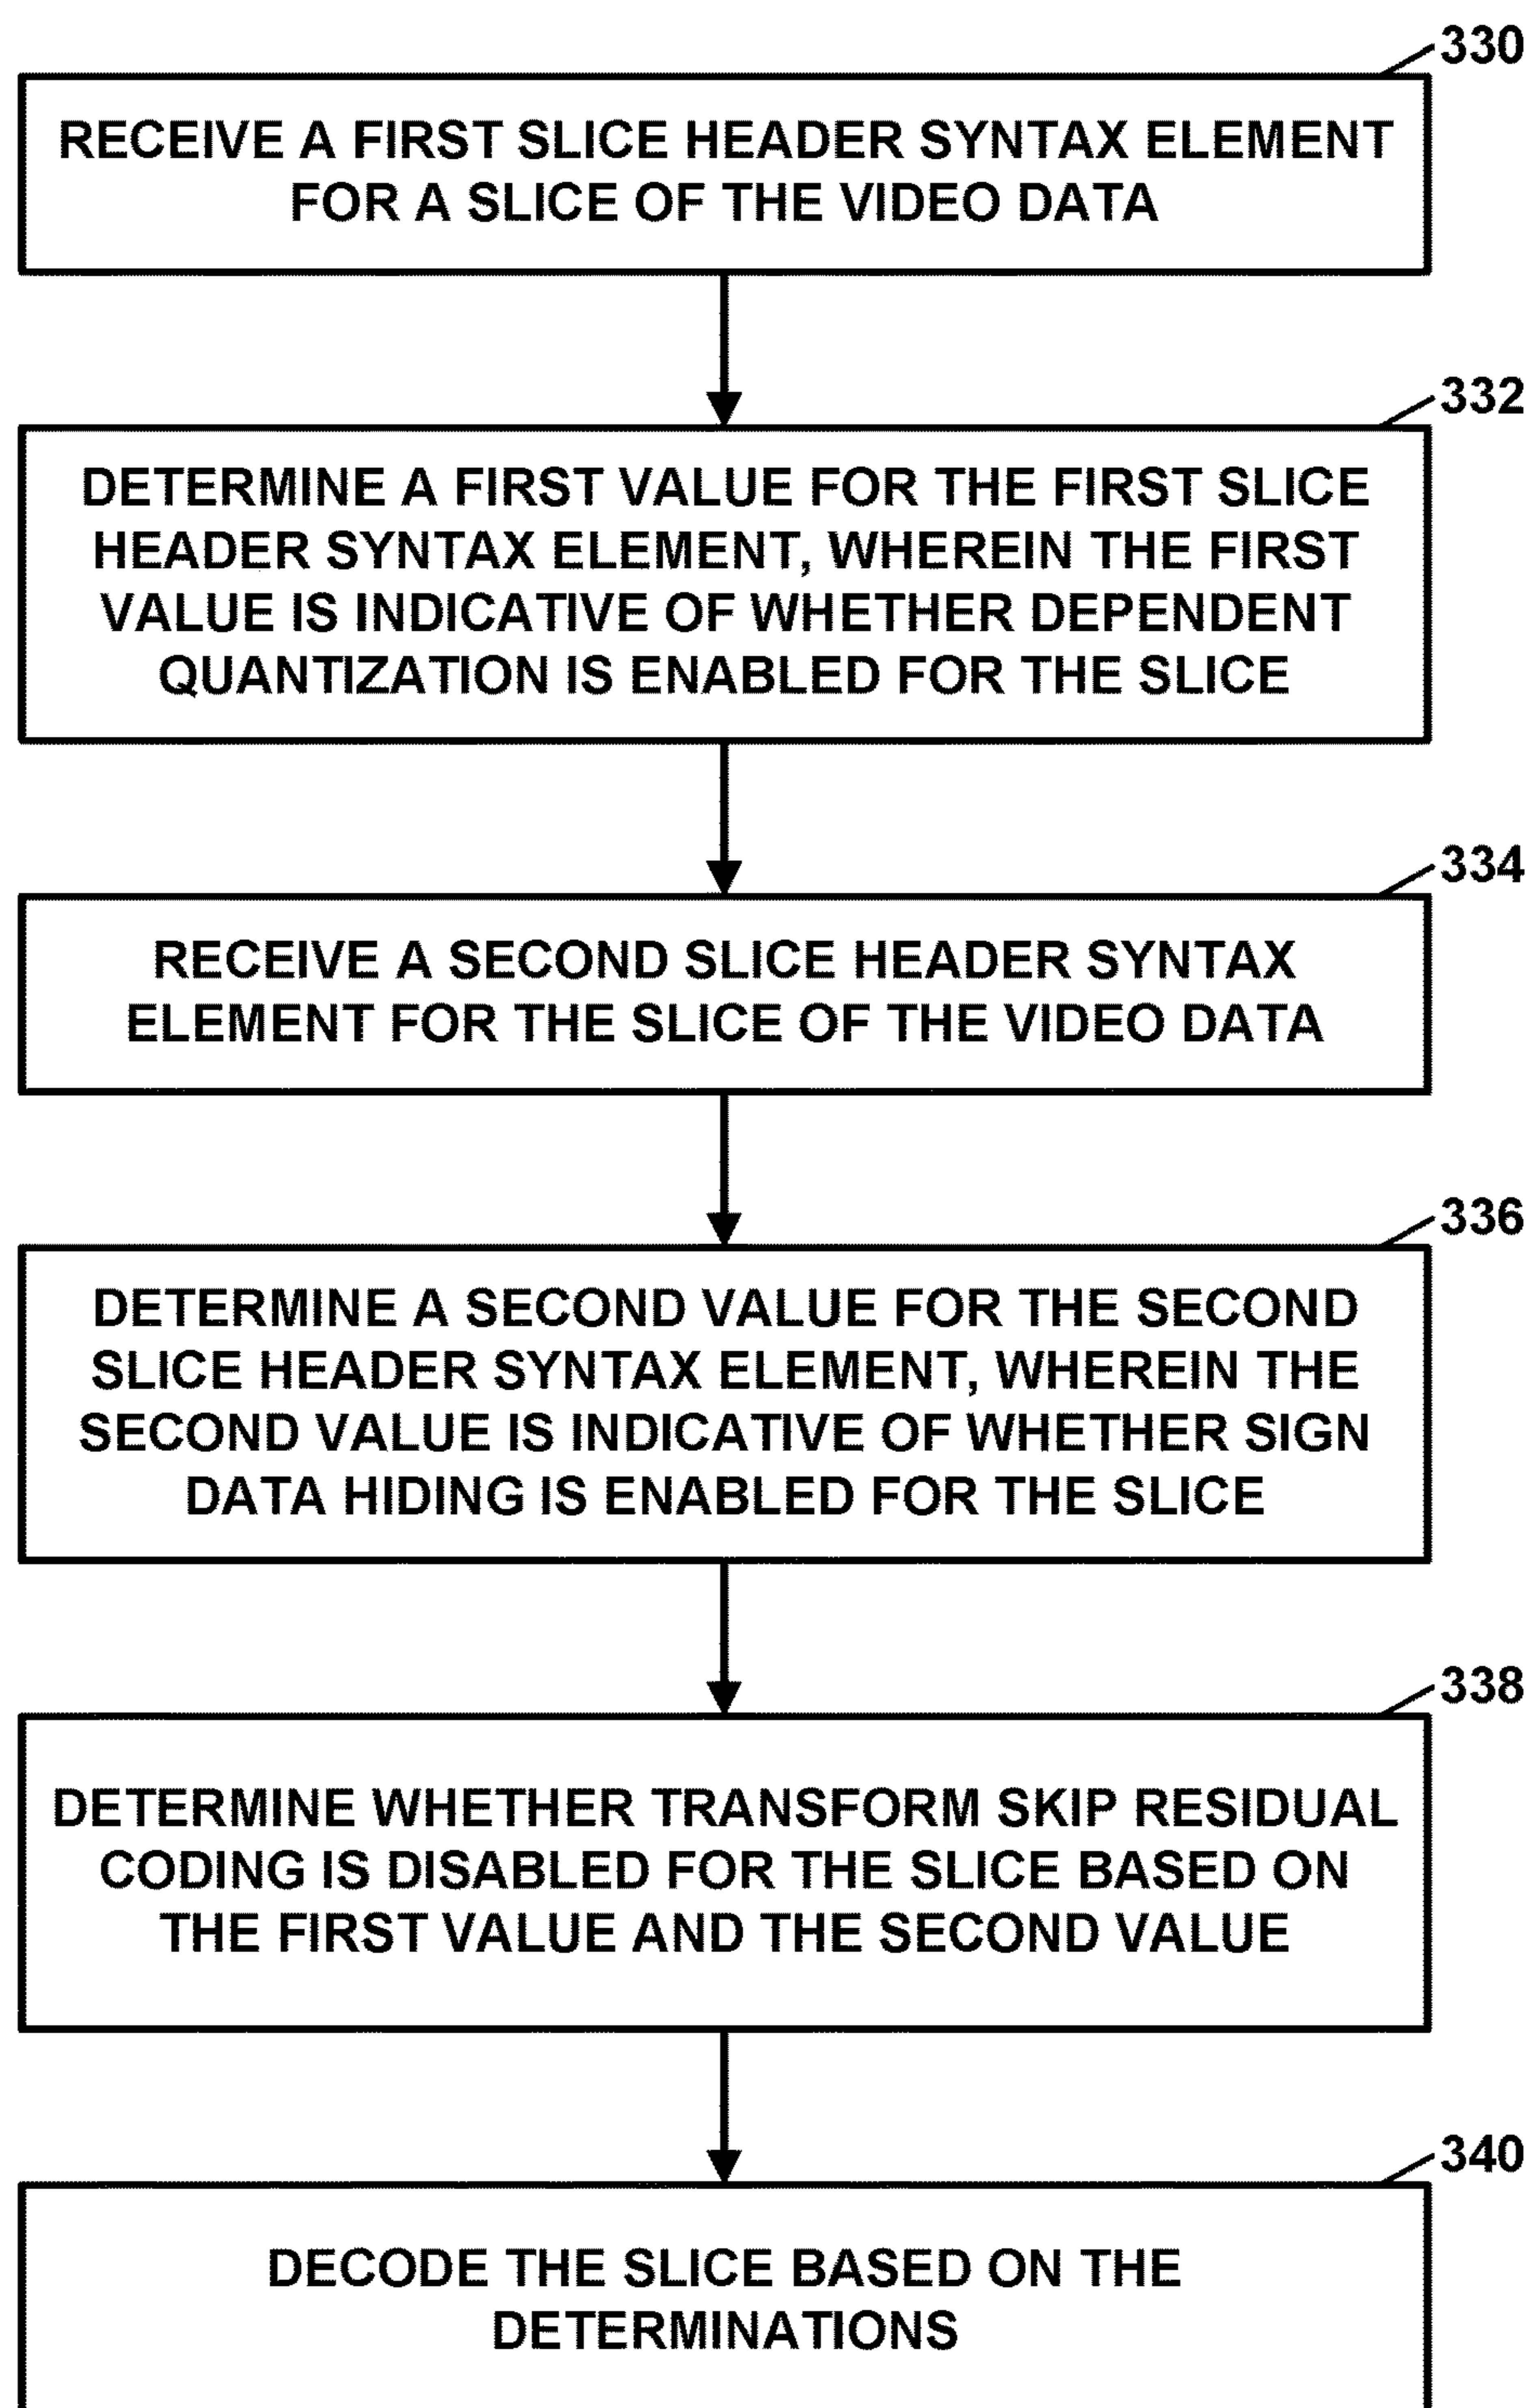 330
RECEIVE A FIRST SLICE HEADER SYNTAX ELEMENT
FOR A SLICE OF THE VIDEO DATA
332
DETERMINE A FIRST VALUE FOR THE FIRST SLICE
HEADER SYNTAX ELEMENT, WHEREIN THE FIRST
VALUE IS INDICATIVE OF WHETHER DEPENDENT
QUANTIZATION IS ENABLED FOR THE SLICE
334
RECEIVE A SECOND SLICE HEADER SYNTAX
ELEMENT FOR THE SLICE OF THE VIDEO DATA
336
DETERMINE A SECOND VALUE FOR THE SECOND
SLICE HEADER SYNTAX ELEMENT, WHEREIN THE
SECOND VALUE IS INDICATIVE OF WHETHER SIGN
DATA HIDING IS ENABLED FOR THE SLICE
338
DETERMINE WHETHER TRANSFORM SKIP RESIDUAL
CODING IS DISABLED FOR THE SLICE BASED ON
THE FIRST VALUE AND THE SECOND VALUE
340
DECODE THE SLICE BASED ON THE
DETERMINATIONS